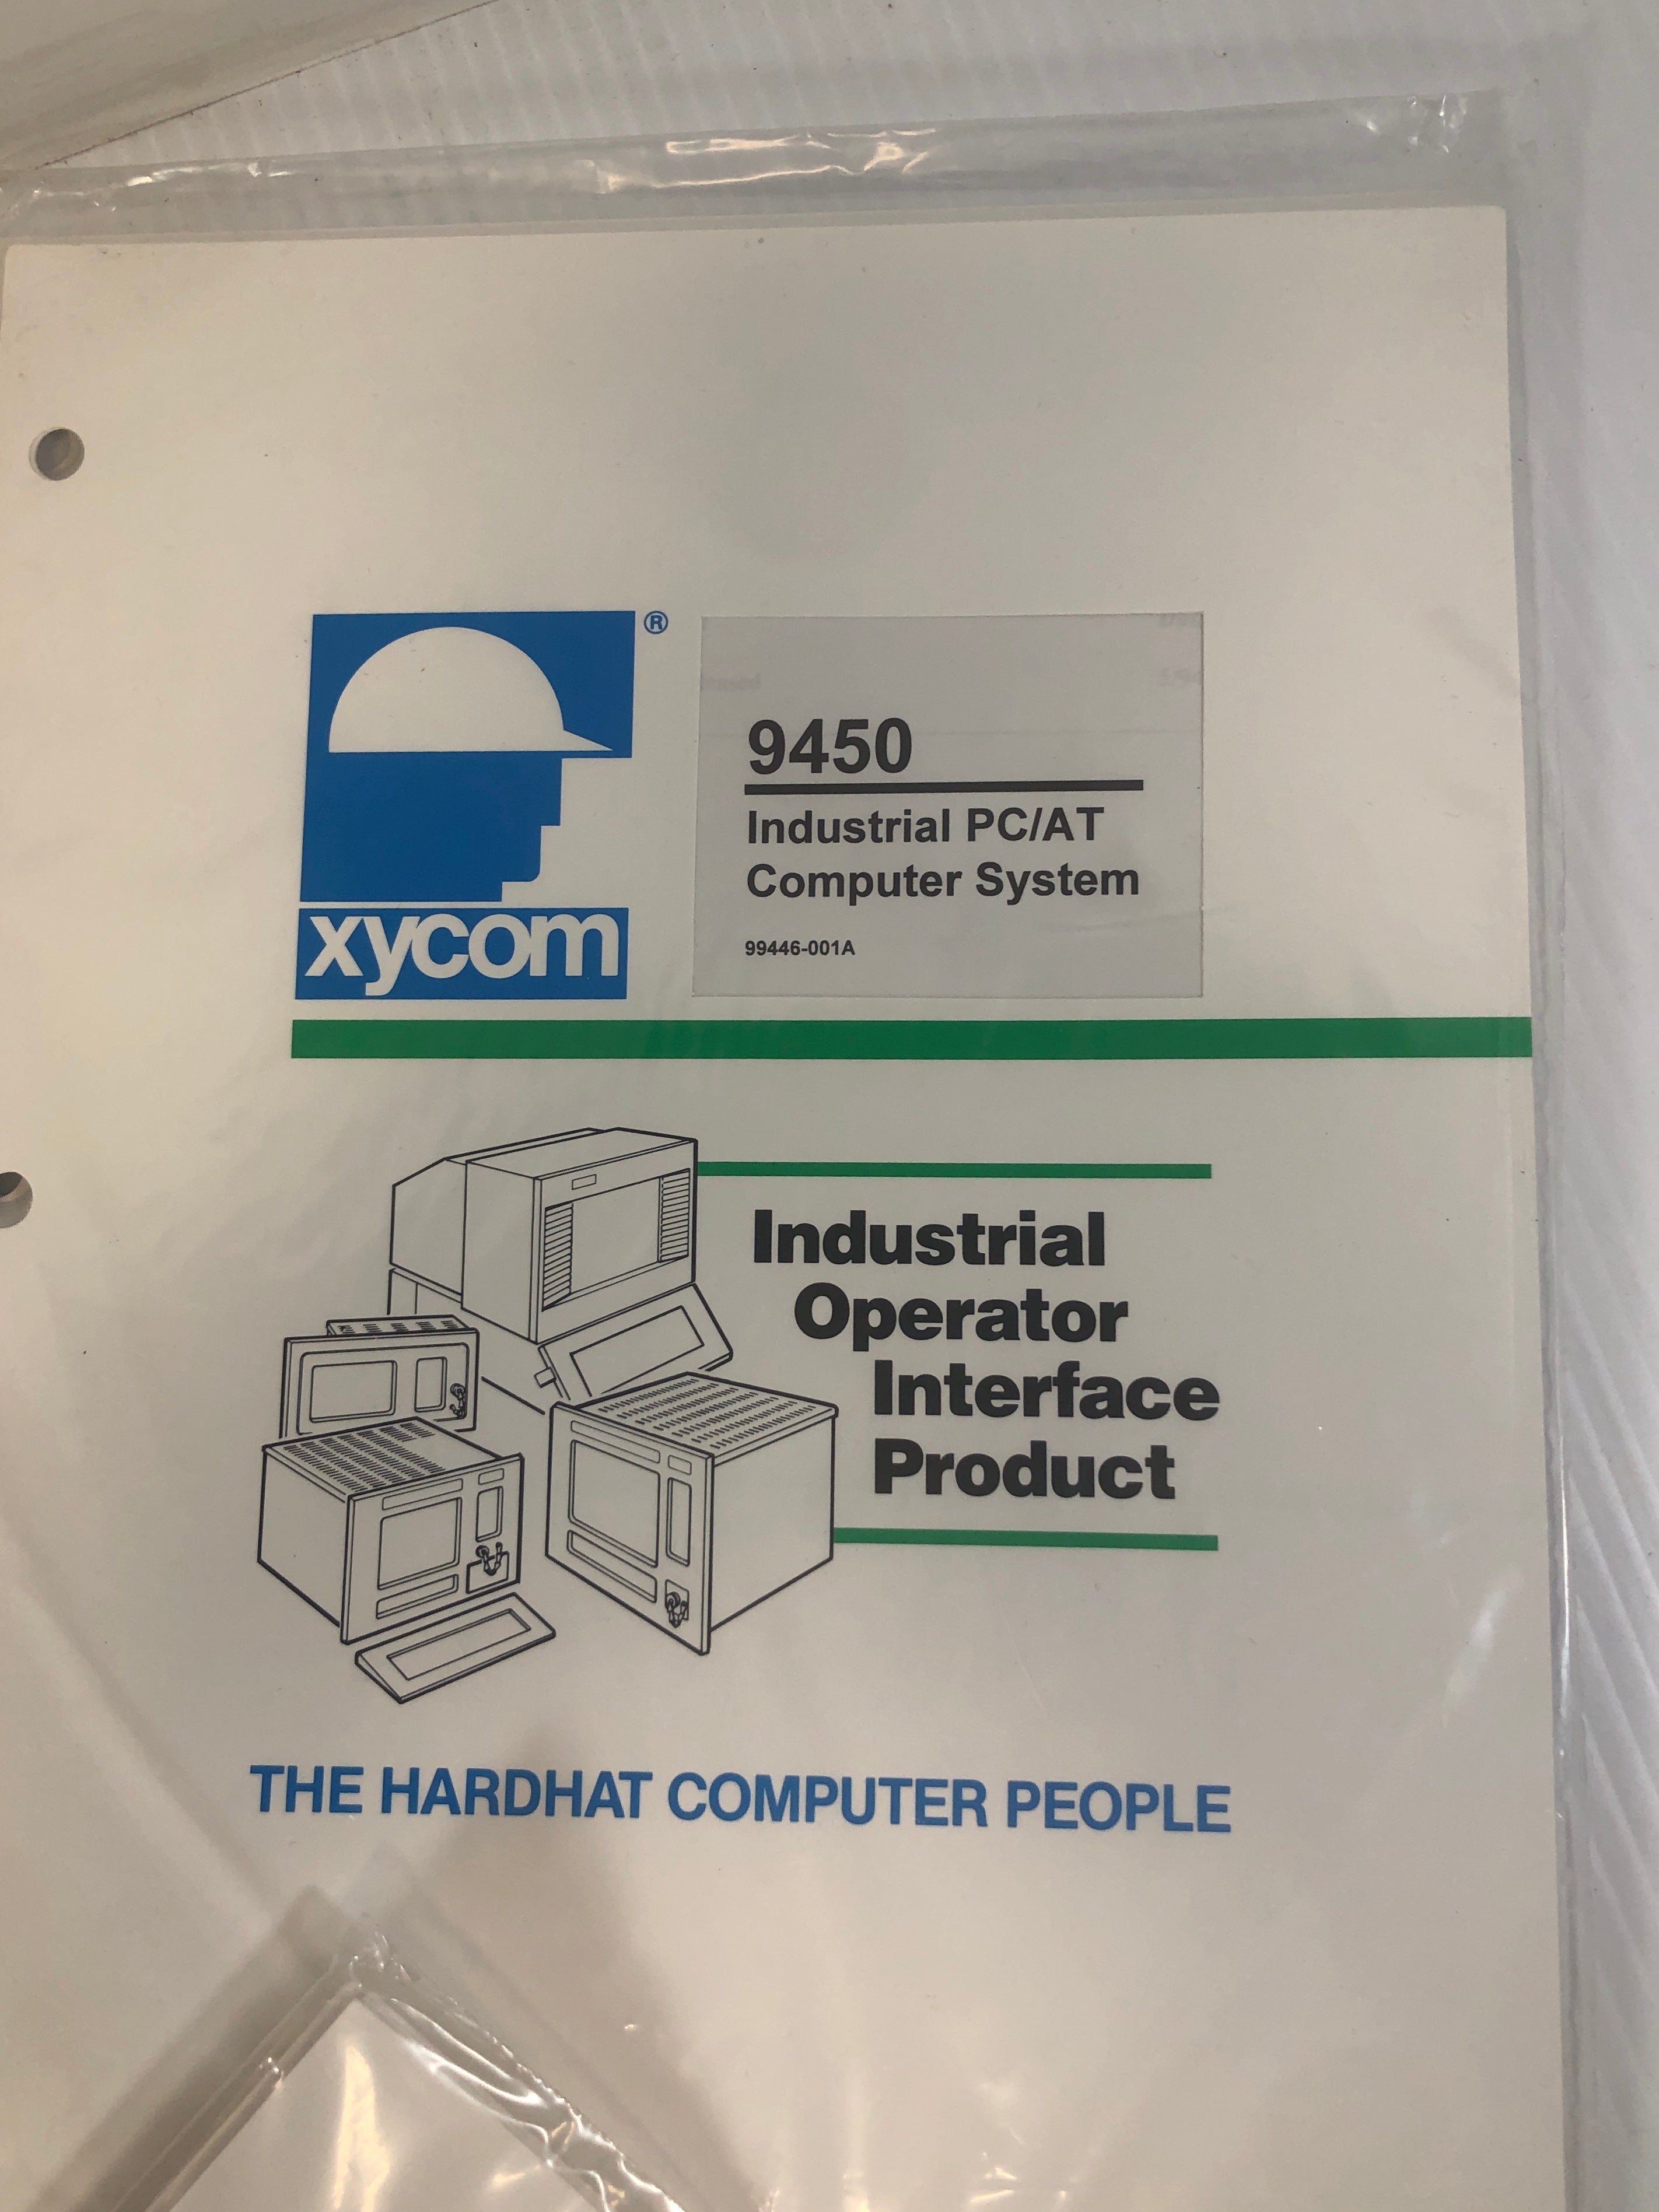 ®
xycom
9450
Industrial PC/AT
Computer System
99446-001A
Industrial
Operator
Interface
Product
THE HARDHAT COMPUTER PEOPLE